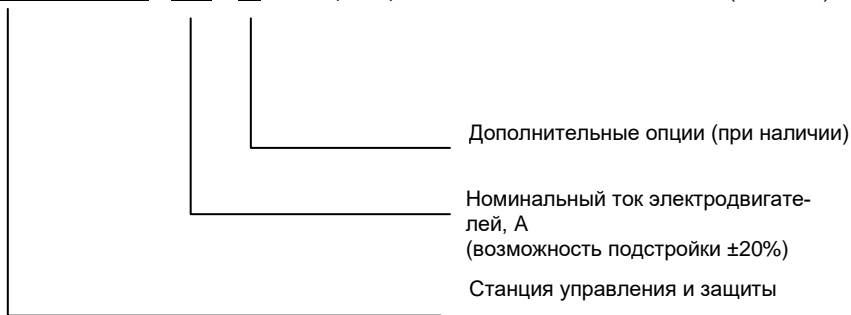 Дополнительные опции (при наличии)
Номинальный ток электродвигате-
лей, А
(возможность подстройки ±20%)
Станция управления и защиты